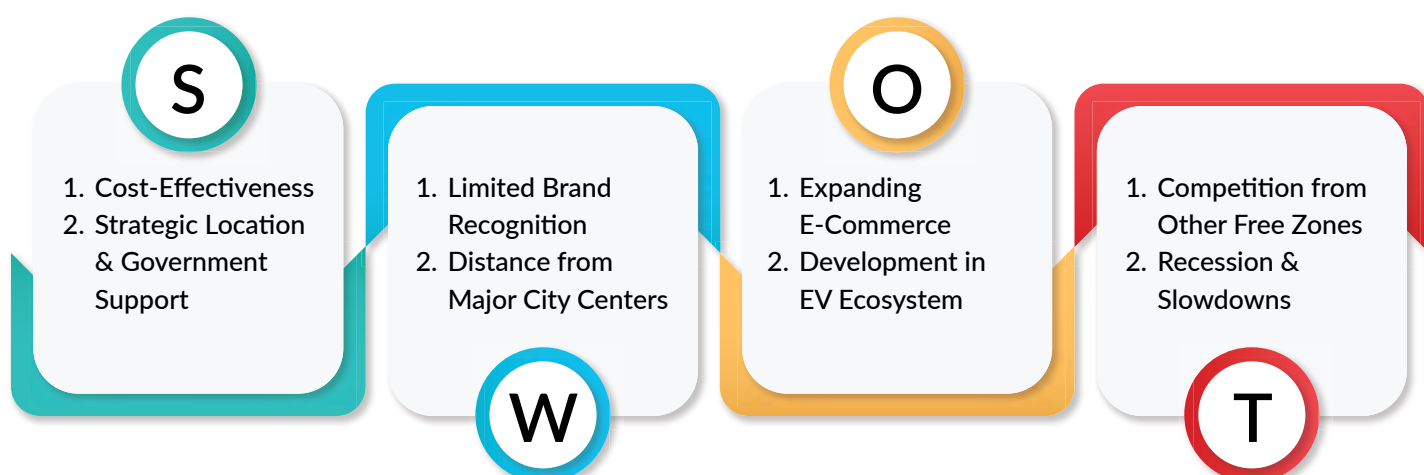 S
1. Cost-Effectiveness
2. Strategic Location
& Government
Support
W
1. Limited Brand
Recognition
2. Distance from
Major City Centers
O
1. Expanding
E-Commerce
2. Development in
EV Ecosystem
T
1. Competition from
Other Free Zones
2. Recession &
Slowdowns